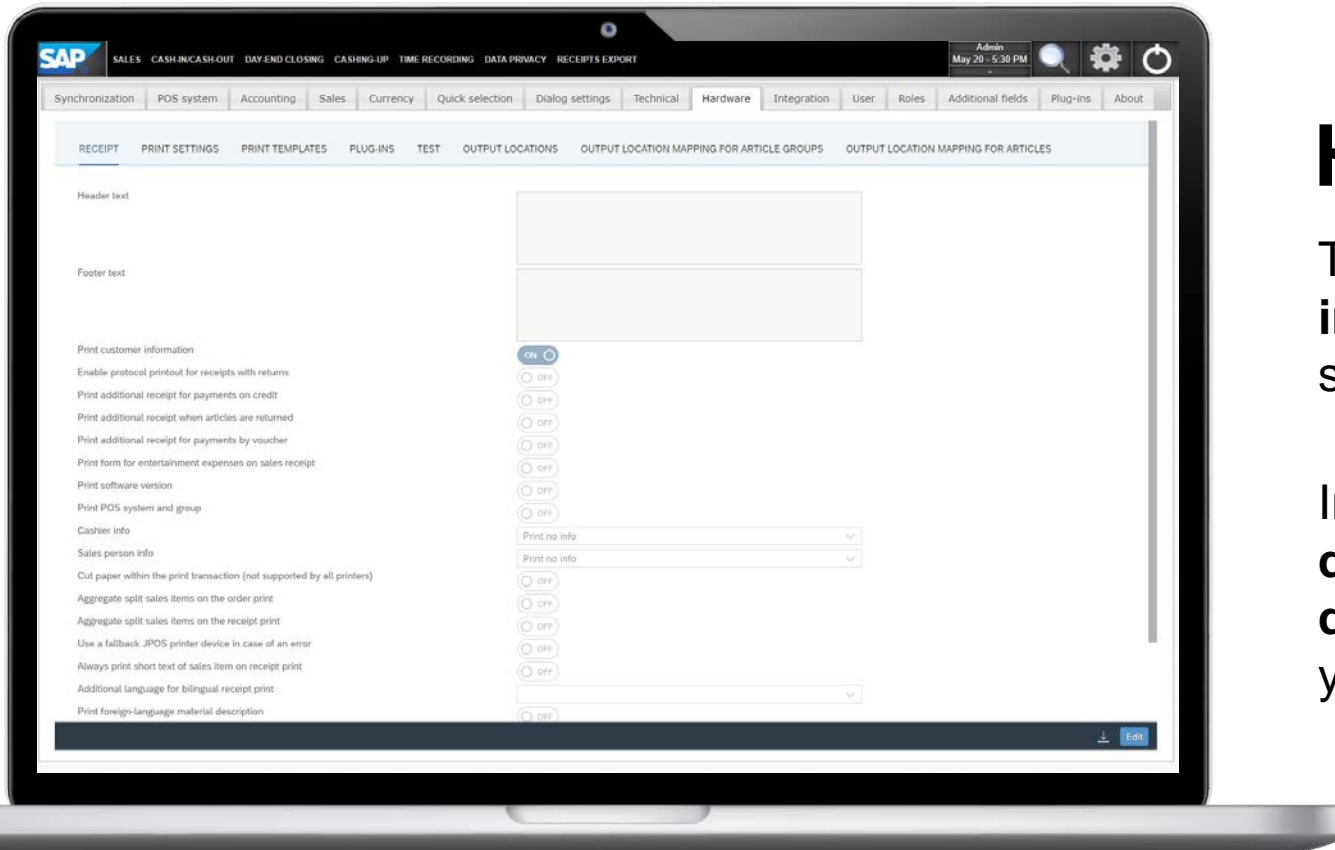 SAP SALES CASH-IN/CASH-OUT DAY-END CLOSING CASHING-UP TIME RECORDING DATA PRIVACY RECEIPTS EXPORT
Admin
May 20 - 5:30 PM
-
Synchronization POS system Accounting Sales Currency Quick selection Dialog settings Technical Hardware Integration User Roles Additional fields Plug-ins About
RECEIPT PRINT SETTINGS PRINT TEMPLATES PLUG-INS TEST OUTPUT LOCATIONS OUTPUT LOCATION MAPPING FOR ARTICLE GROUPS OUTPUT LOCATION MAPPING FOR ARTICLES
Header text
Footer text
Print customer information ON
Enable protocol printout for receipts with returns OFF
Print additional receipt for payments on credit OFF
Print additional receipt when articles are returned OFF
Print additional receipt for payments by voucher OFF
Print form for entertainment expenses on sales receipt OFF
Print software version OFF
Print POS system and group OFF
Cashier info Print no info
Sales person info Print no info
Cut paper within the print transaction (not supported by all printers) OFF
Aggregate split sales items on the order print OFF
Aggregate split sales items on the receipt print OFF
Use a fallback JPOS printer device in case of an error OFF
Always print short text of sales item on receipt print OFF
Additional language for bilingual receipt print
Print foreign-language material description OFF
Edit